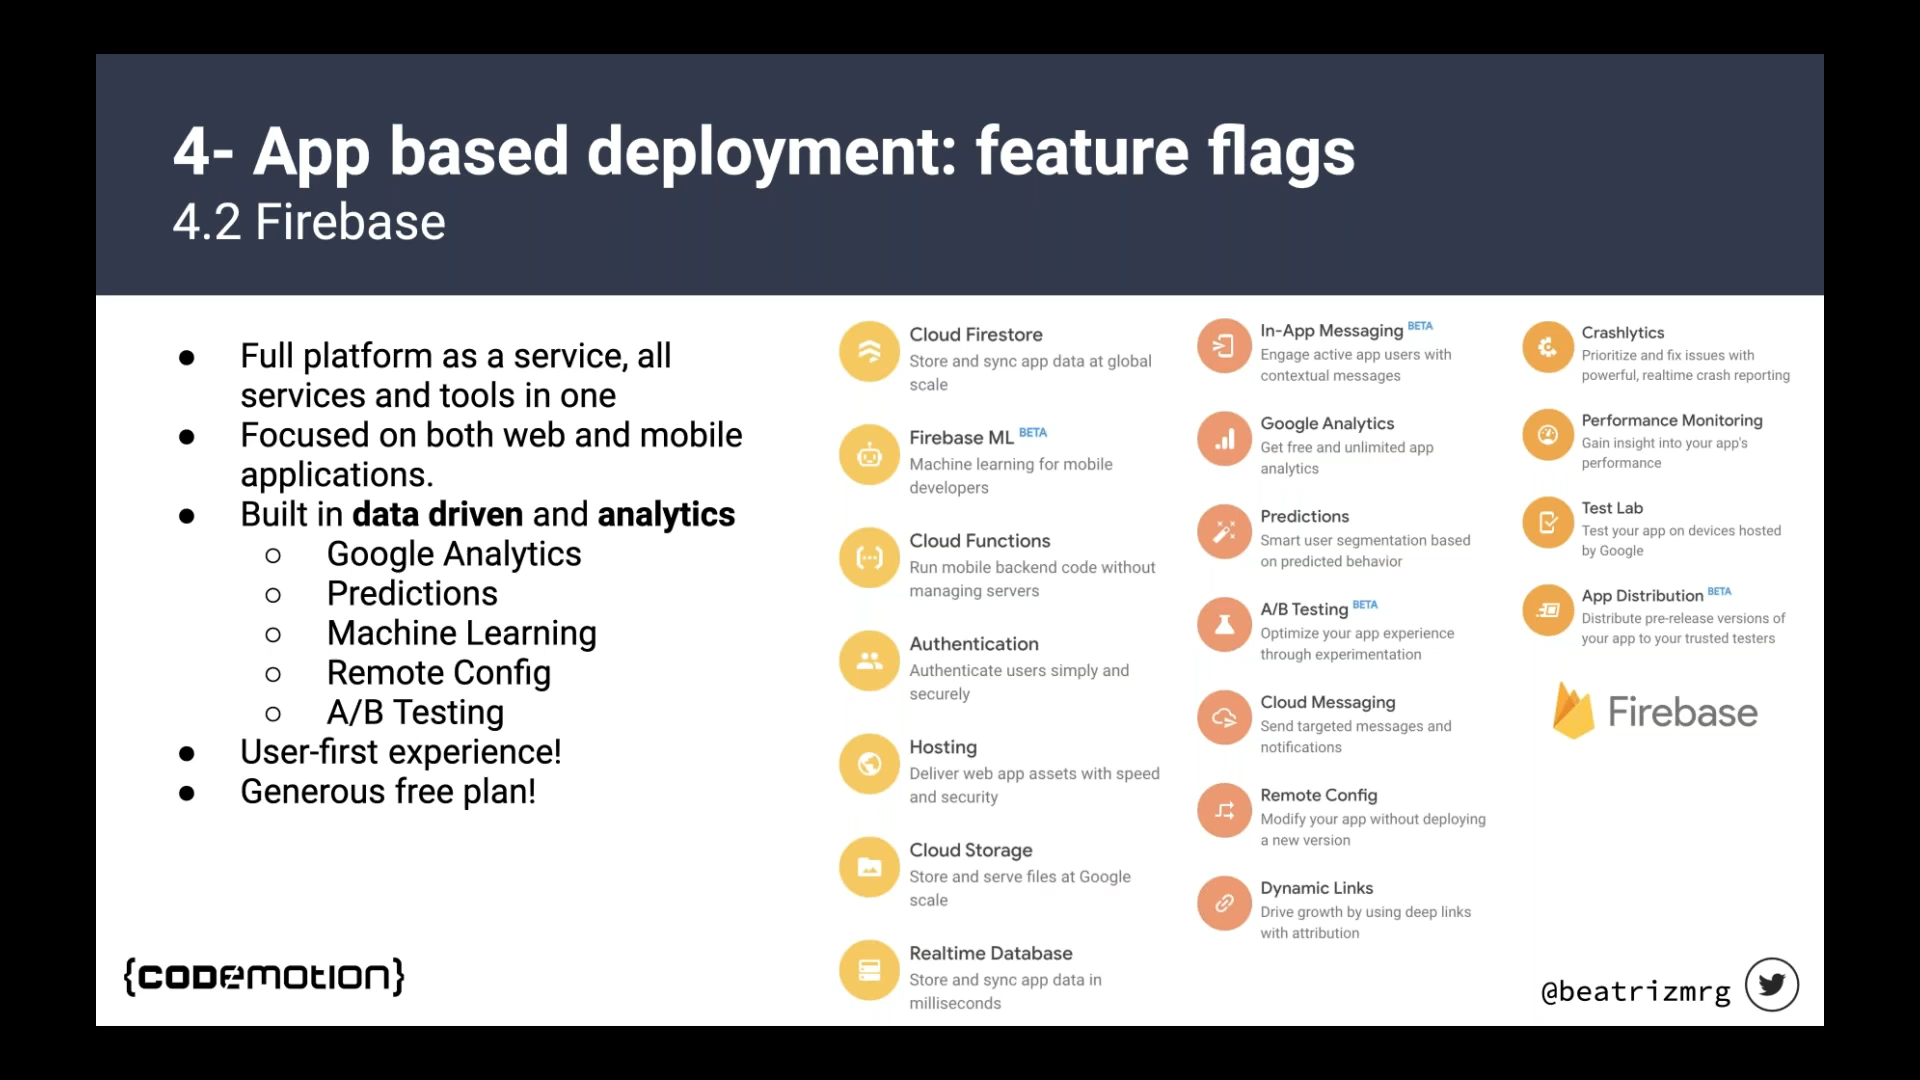 4- App based deployment: feature flags
4.2 Firebase
● Full platform as a service, all
services and tools in one
● Focused on both web and mobile
applications.
● Built in data driven and analytics
○ Google Analytics
○ Predictions
○ Machine Learning
○ Remote Config
○ A/B Testing
● User-first experience!
● Generous free plan!
Cloud Firestore
Store and sync app data at global
scale
Firebase ML BETA
Machine learning for mobile
developers
Cloud Functions
Run mobile backend code without
managing servers
Authentication
Authenticate users simply and
securely
Hosting
Deliver web app assets with speed
and security
Cloud Storage
Store and serve files at Google
scale
Realtime Database
Store and sync app data in
milliseconds
In-App Messaging BETA
Engage active app users with
contextual messages
Google Analytics
Get free and unlimited app
analytics
Predictions
Smart user segmentation based
on predicted behavior
A/B Testing BETA
Optimize your app experience
through experimentation
Cloud Messaging
Send targeted messages and
notifications
Remote Config
Modify your app without deploying
a new version
Dynamic Links
Drive growth by using deep links
with attribution
Crashlytics
Prioritize and fix issues with
powerful, realtime crash reporting
Performance Monitoring
Gain insight into your app's
performance
Test Lab
Test your app on devices hosted
by Google
App Distribution BETA
Distribute pre-release versions of
your app to your trusted testers
Firebase
{CODEMOTION}
@beatrizmrg